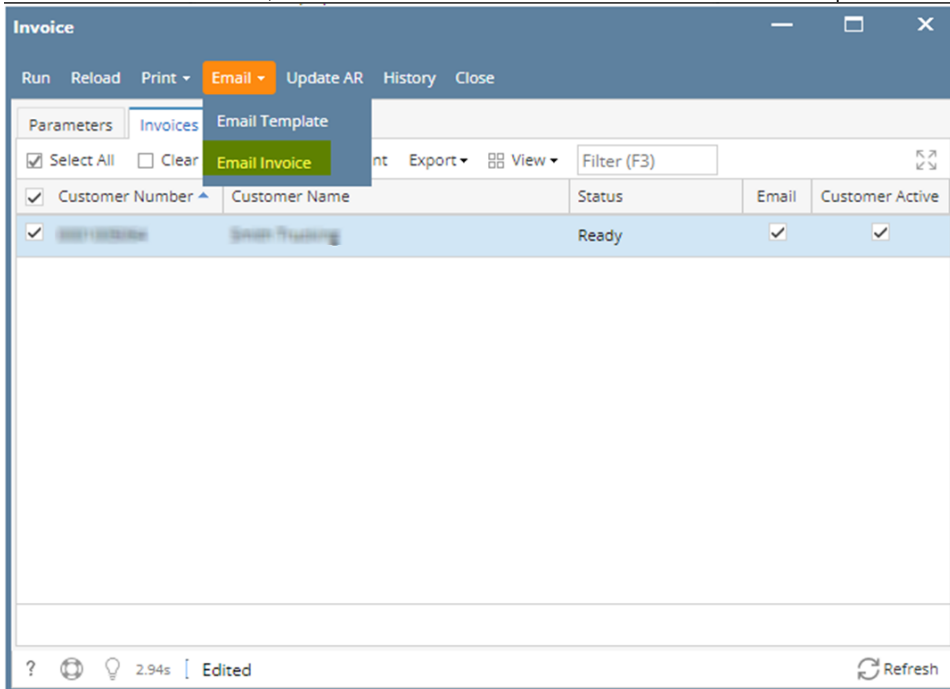 Invoice
Run Reload Print Email Update AR History Close
Email Template
Parameters Invoices
Email Invoice
Select All Clear nt Export View Filter (F3)
Customer Number Customer Name Status Email Customer Active
Ready
? 2.94s Edited Refresh